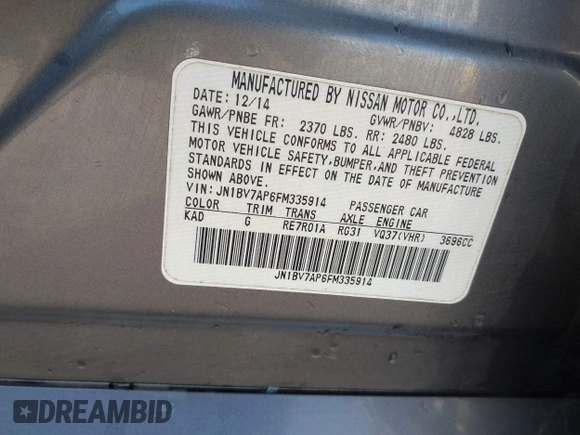 MANUFACTURED BY NISSAN MOTOR CO.,LTD.
DATE: 12/14 GVWR/PNBV: 4828 LBS.
GAWR/PNBE FR: 2370 LBS. RR: 2480 LBS.
THIS VEHICLE CONFORMS TO ALL APPLICABLE FEDERAL
MOTOR VEHICLE SAFETY,BUMPER,AND THEFT PREVENTION
STANDARDS IN EFFECT ON THE DATE OF MANUFACTURE
SHOWN ABOVE.
VIN: JN1BV7AP6FM335914 PASSENGER CAR
COLOR TRIM TRANS AXLE ENGINE
KAD G RE7R01A RG31 VQ37(VHR) 3696CC
JN1BV7AP6FM335914
DREAMBID